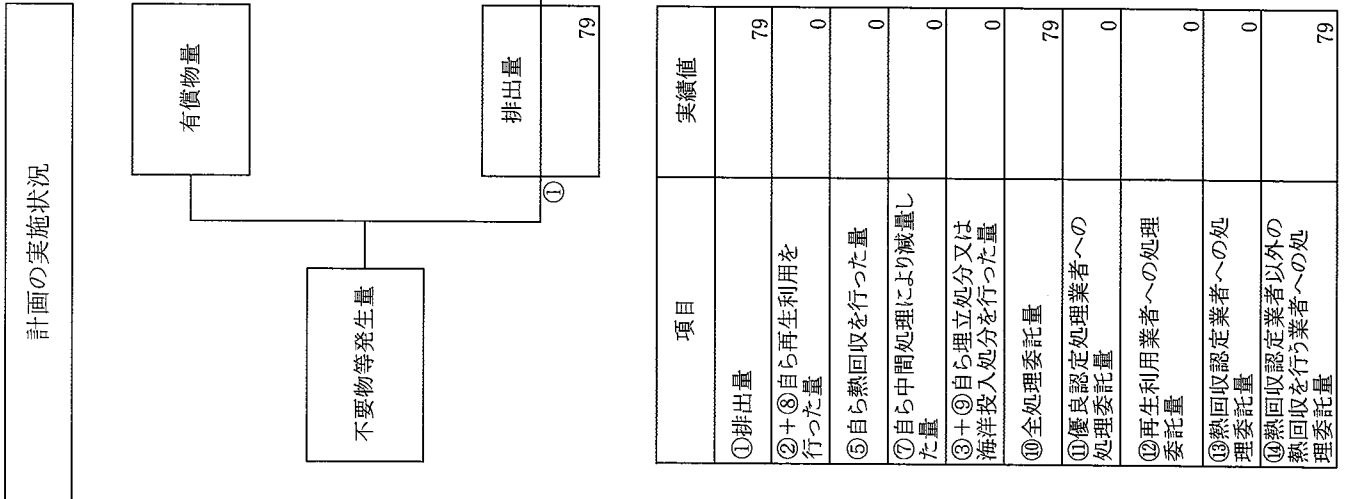 計画の実施状況
有償物量
不要物等発生量
排出量
①
79
項目
実績値
①排出量
79
②+⑧自ら再生利用を
行った量
0
⑤自ら熱回収を行った量
0
⑦自ら中間処理により減量し
た量
0
③+⑨自ら埋立処分又は
海洋投入処分を行った量
0
⑩全処理委託量
79
⑪優良認定処理業者への
処理委託量
0
⑫再生利用業者への処理
委託量
0
⑬熱回収認定業者への処
理委託量
0
⑭熱回収認定業者以外の
熱回収を行う業者への処
理委託量
79